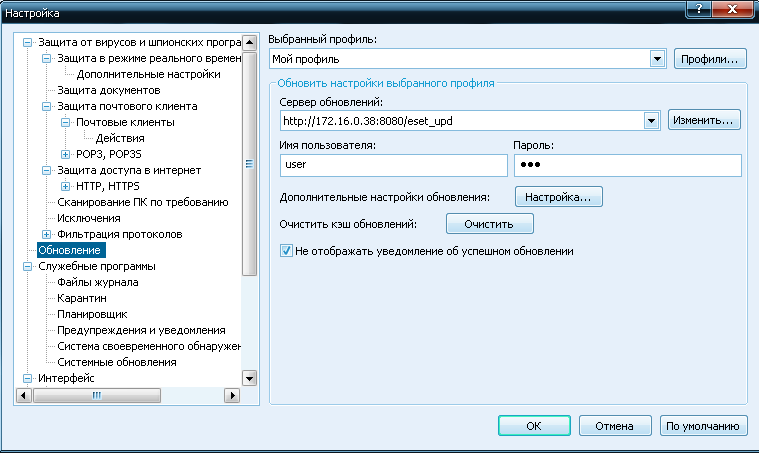 Настройка
?
Защита от вирусов и шпионских програ
Защита в режиме реального времен
Дополнительные настройки
Защита документов
Защита почтового клиента
Почтовые клиенты
Действия
POP3, POP3S
Защита доступа в интернет
HTTP, HTTPS
Сканирование ПК по требованию
Исключения
Фильтрация протоколов
Обновление
Служебные программы
Файлы журнала
Карантин
Планировщик
Предупреждения и уведомления
Система своевременного обнаружен
Системные обновления
Интерфейс
Выбранный профиль:
Мой профиль
Профили...
Обновить настройки выбранного профиля
Сервер обновлений:
http://172.16.0.38:8080/eset_upd
Изменить...
Имя пользователя:
Пароль:
user
●●●
Дополнительные настройки обновления:
Настройка...
Очистить кэш обновлений:
Очистить
Не отображать уведомление об успешном обновлении
OK
Отмена
По умолчанию